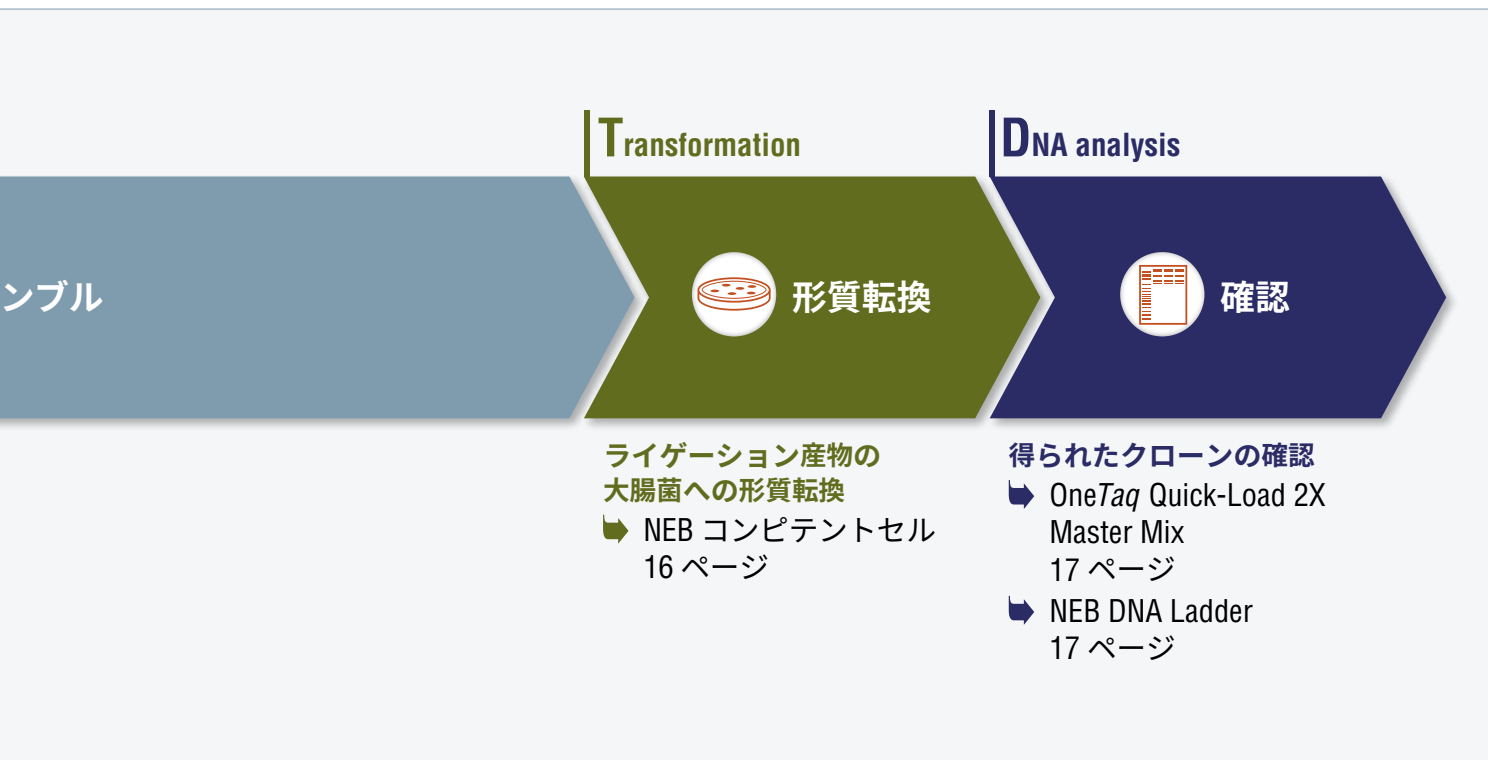 Transformation
DNA analysis
ンブル
形質転換
確認
ライゲーション産物の
大腸菌への形質転換
NEB コンピテントセル
16 ページ
得られたクローンの確認
OneTaq Quick-Load 2X
Master Mix
17 ページ
NEB DNA Ladder
17 ページ